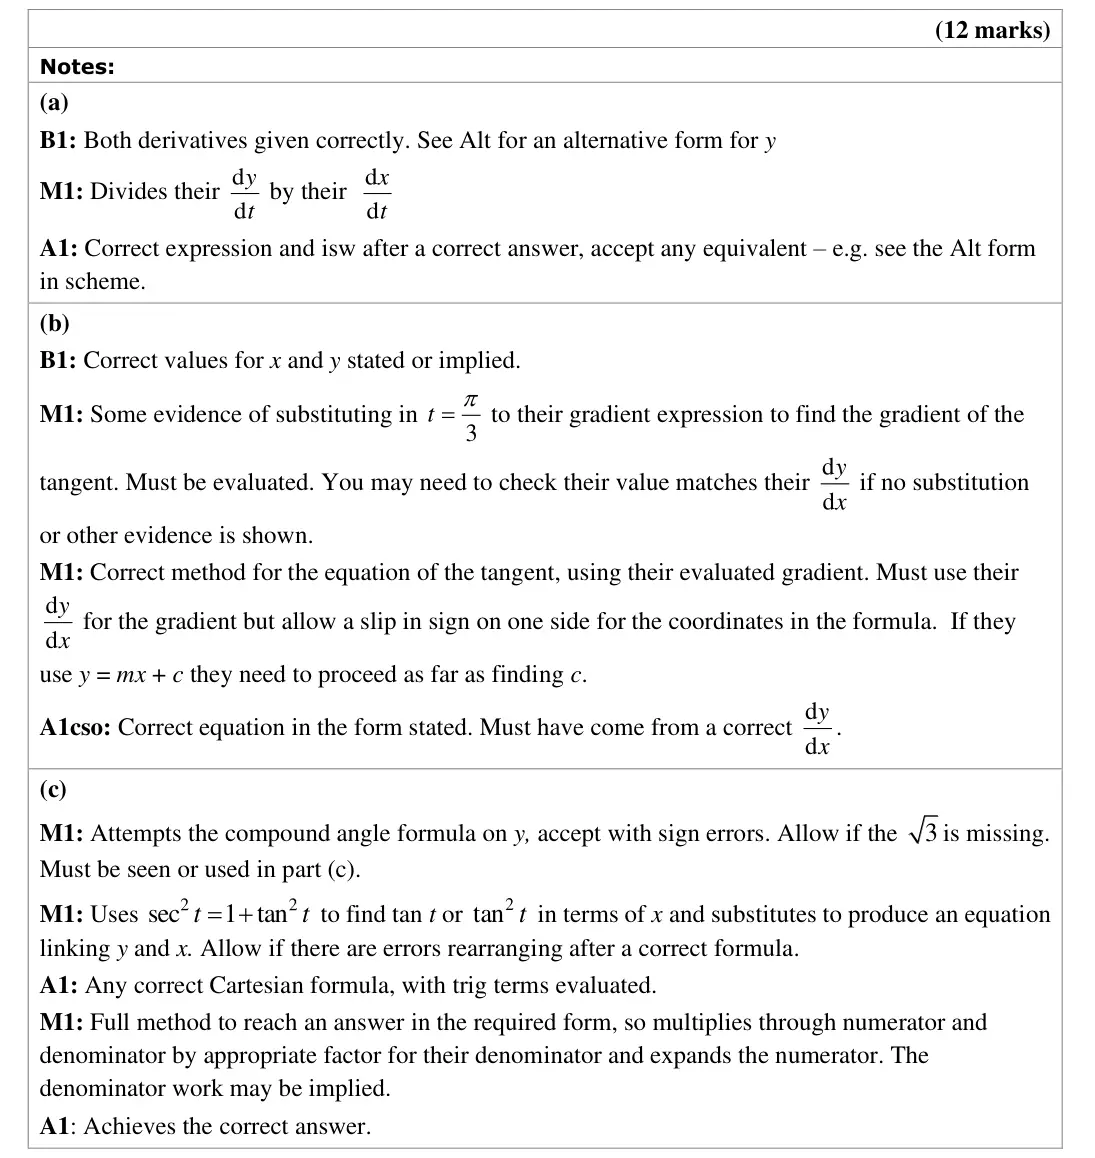 (12 marks)
Notes:
(a)
B1: Both derivatives given correctly. See Alt for an alternative form for y
M1: Divides their dy/dt by their dx/dt
A1: Correct expression and isw after a correct answer, accept any equivalent – e.g. see the Alt form
in scheme.
(b)
B1: Correct values for x and y stated or implied.
M1: Some evidence of substituting in t = π/3 to their gradient expression to find the gradient of the
tangent. Must be evaluated. You may need to check their value matches their dy/dx if no substitution
or other evidence is shown.
M1: Correct method for the equation of the tangent, using their evaluated gradient. Must use their
dy/dx for the gradient but allow a slip in sign on one side for the coordinates in the formula. If they
use y = mx + c they need to proceed as far as finding c.
A1cso: Correct equation in the form stated. Must have come from a correct dy/dx.
(c)
M1: Attempts the compound angle formula on y, accept with sign errors. Allow if the √3 is missing.
Must be seen or used in part (c).
M1: Uses sec² t = 1 + tan² t to find tan t or tan² t in terms of x and substitutes to produce an equation
linking y and x. Allow if there are errors rearranging after a correct formula.
A1: Any correct Cartesian formula, with trig terms evaluated.
M1: Full method to reach an answer in the required form, so multiplies through numerator and
denominator by appropriate factor for their denominator and expands the numerator. The
denominator work may be implied.
A1: Achieves the correct answer.